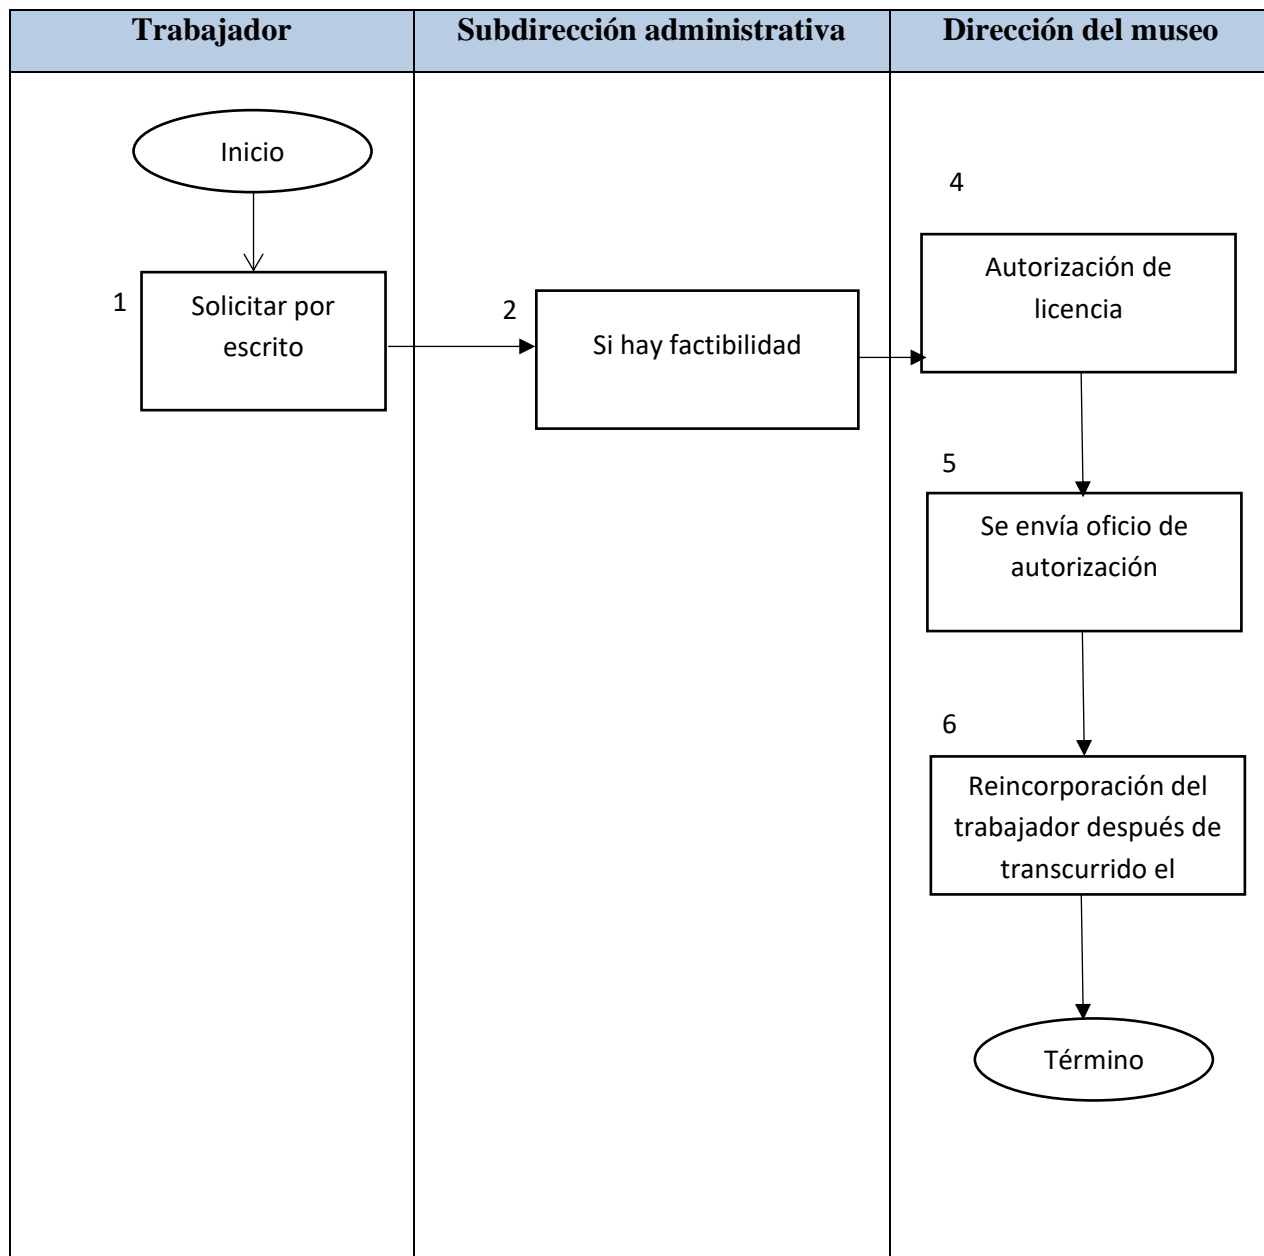 Trabajador
Subdirección administrativa
Dirección del museo
Inicio
1
Solicitar por
escrito
2
Si hay factibilidad
4
Autorización de
licencia
5
Se envía oficio de
autorización
6
Reincorporación del
trabajador después de
transcurrido el
Término